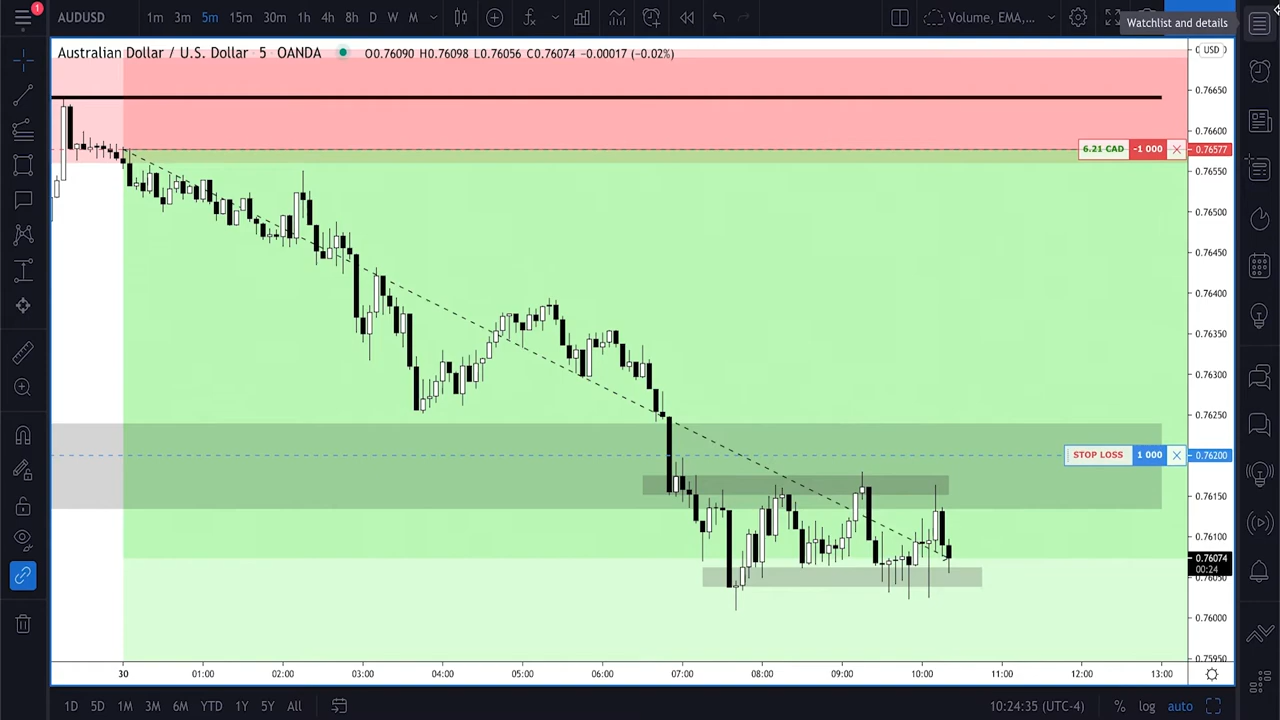 1
AUDUSD
1m 3m 5m 15m 30m 1h 4h 8h D W M
Volume, EMA,...
Watchlist and details
Australian Dollar / U.S. Dollar 5 OANDA
O0.76090 H0.76098 L0.76056 C0.76074 −0.00017 (−0.02%)
USD
0.76650
0.76600
6.21 CAD -1 000 0.76577
0.76550
0.76500
0.76450
0.76400
0.76350
0.76300
0.76250
STOP LOSS 1 000 0.76200
0.76150
0.76100
0.76074
00:24
0.76050
0.76000
0.75950
30 01:00 02:00 03:00 04:00 05:00 06:00 07:00 08:00 09:00 10:00 11:00 12:00 13:00
1D 5D 1M 3M 6M YTD 1Y 5Y All
10:24:35 (UTC-4) % log auto